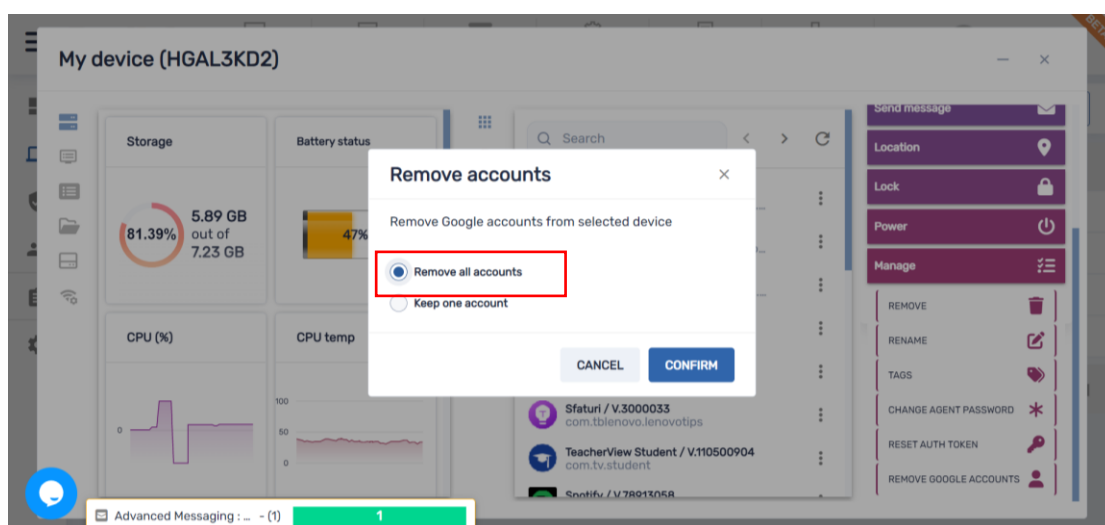 BETA
My device (HGAL3KD2)
Storage
Battery status
81.39%
5.89 GB
out of
7.23 GB
47%
CPU (%)
0
CPU temp
100
50
0
Search
Remove accounts
Remove Google accounts from selected device
Remove all accounts
Keep one account
CANCEL
CONFIRM
Sfaturi / V.3000033
com.tblenovo.lenovotips
TeacherView Student / V.110500904
com.tv.student
Spotify / V.78913058
Send message
Location
Lock
Power
Manage
REMOVE
RENAME
TAGS
CHANGE AGENT PASSWORD
RESET AUTH TOKEN
REMOVE GOOGLE ACCOUNTS
Advanced Messaging : ... - (1)
1